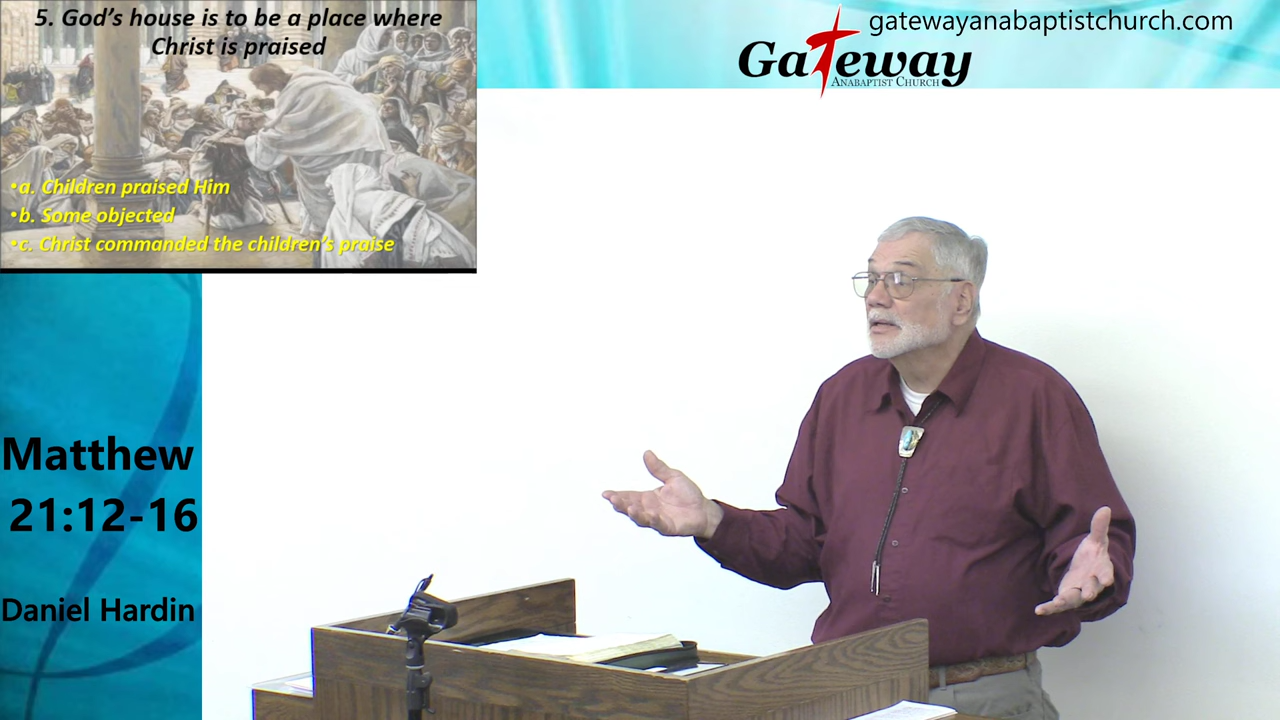 5. God's house is to be a place where
Christ is praised
•a. Children praised Him
•b. Some objected
•c. Christ commanded the children's praise
gatewayanabaptistchurch.com
Gateway
Anabaptist Church
Matthew
21:12-16
Daniel Hardin